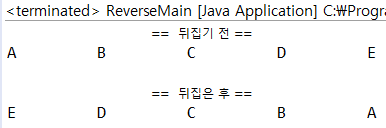 <terminated> ReverseMain [Java Application] C:₩Progra
== 뒤집기 전 ==
A B C D E
== 뒤집은 후 ==
E D C B A